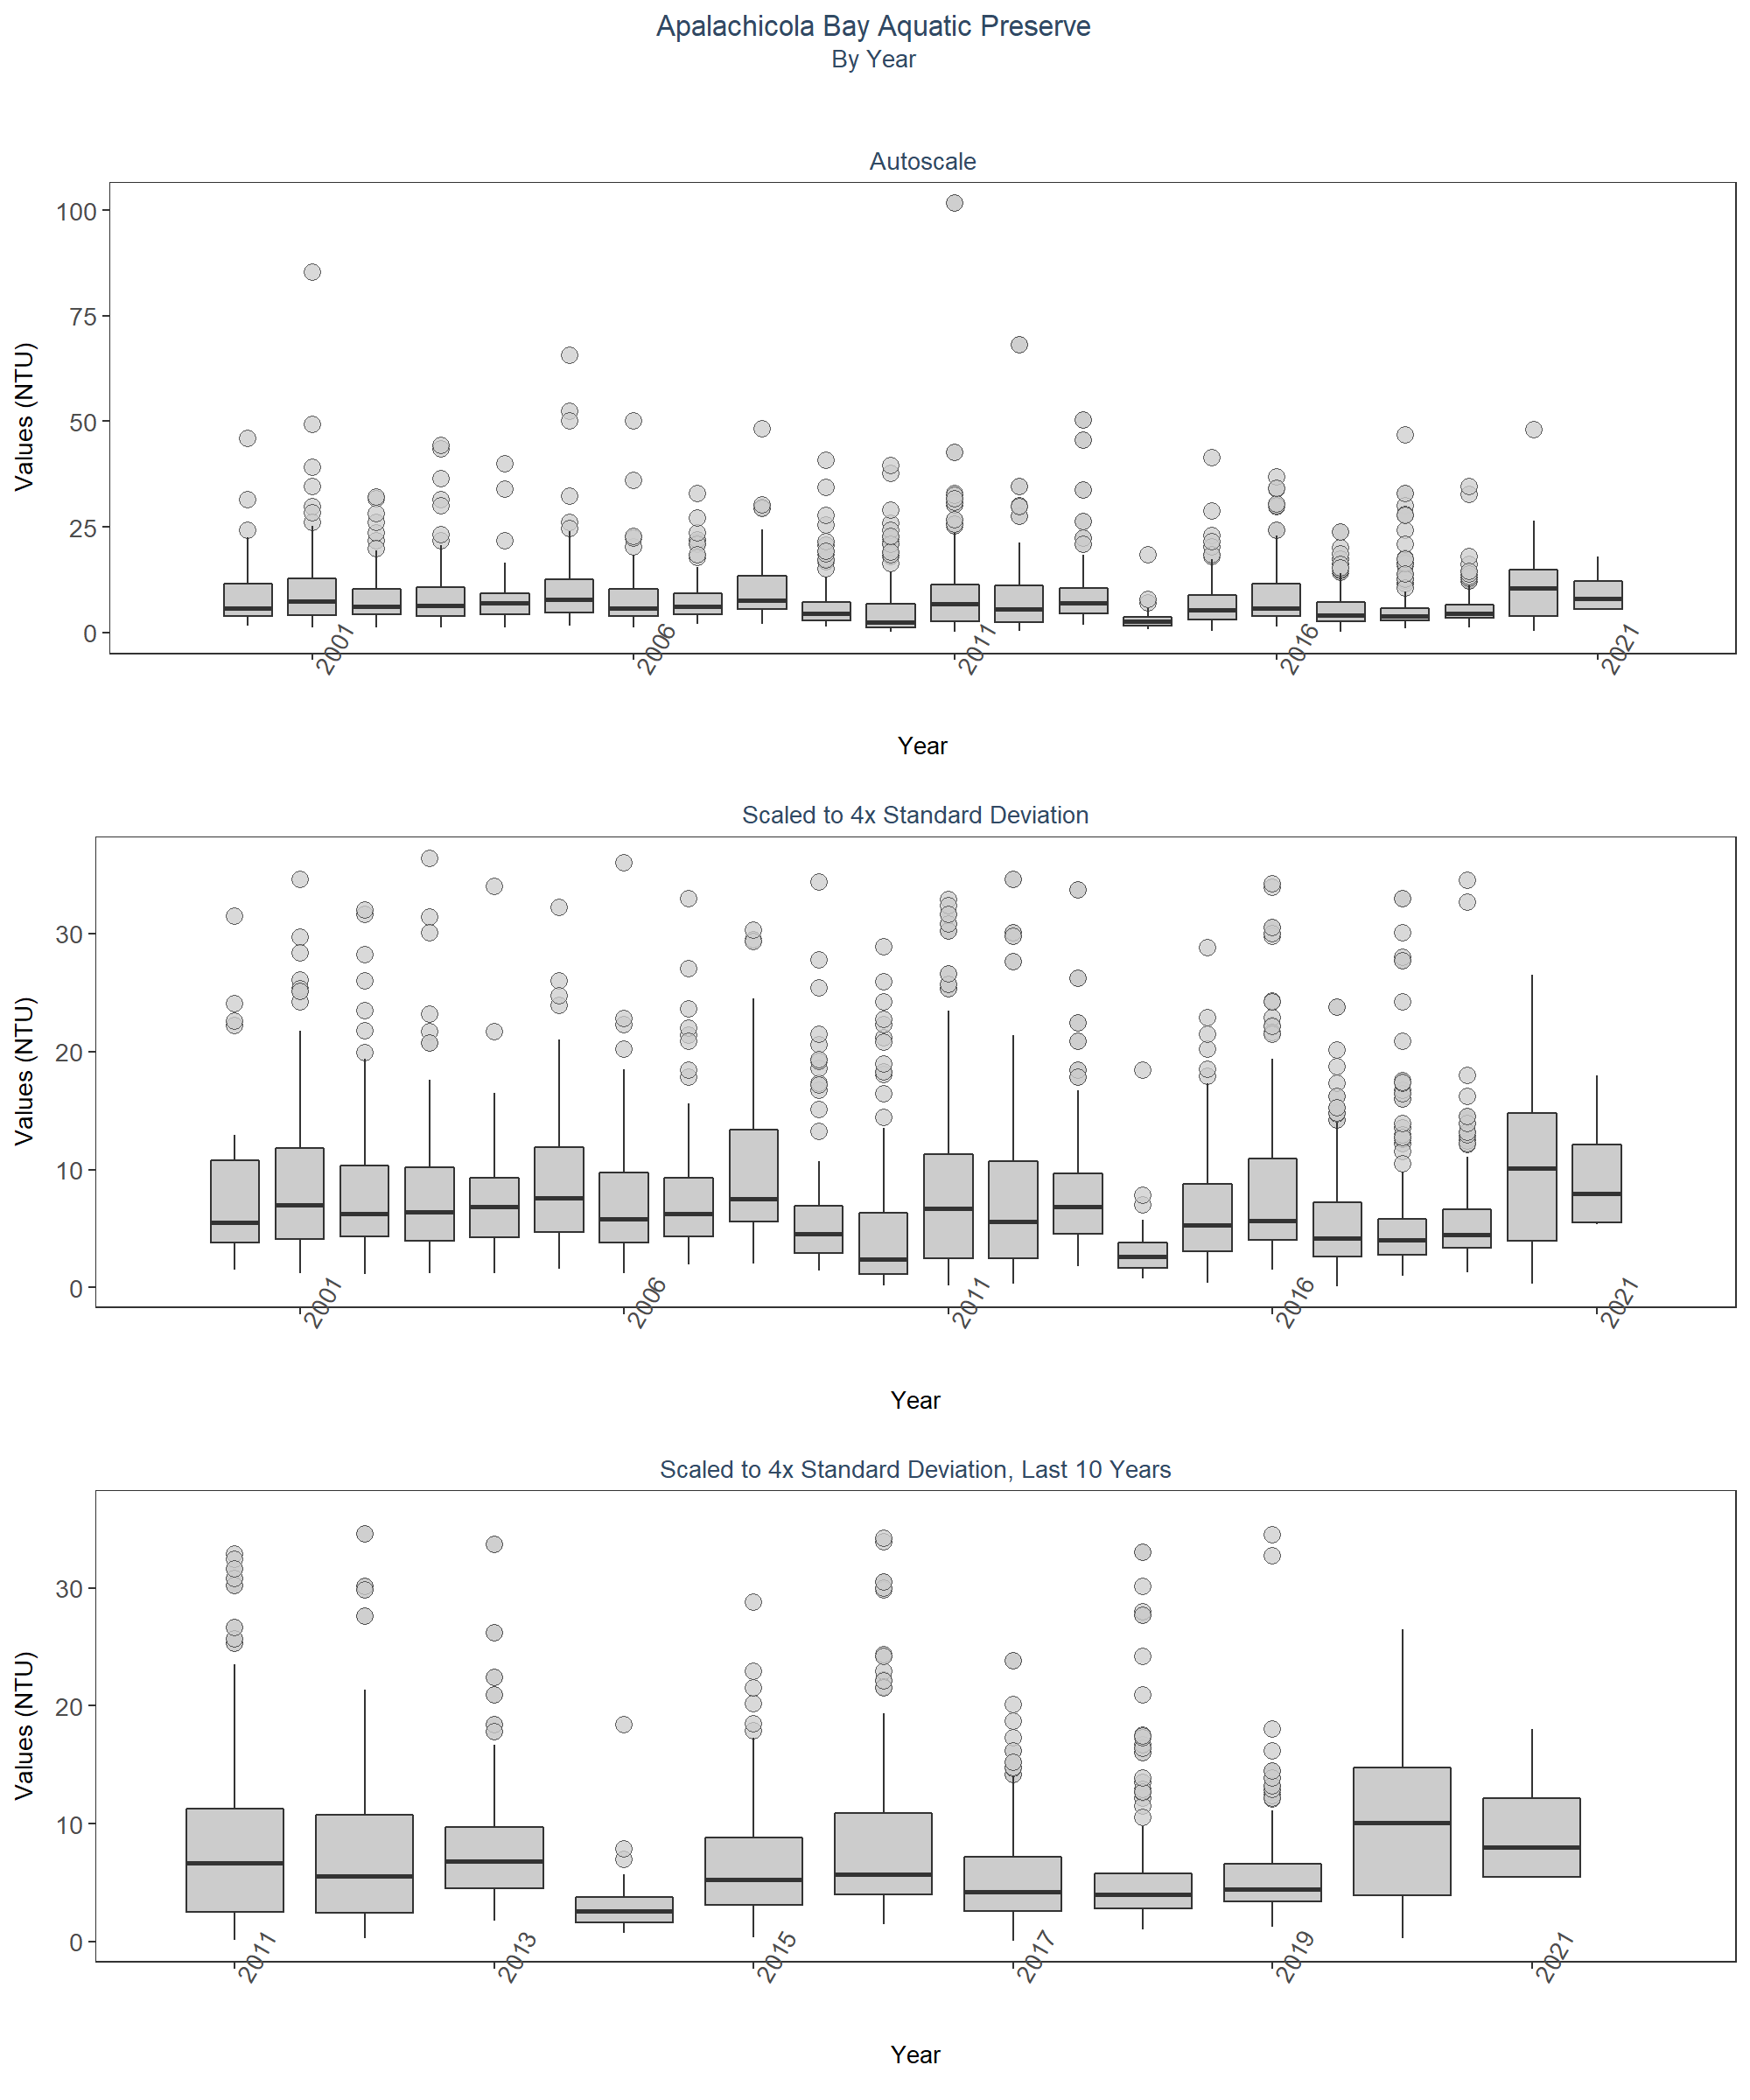 Apalachicola Bay Aquatic Preserve
By Year
Autoscale
Values (NTU)
100
75
50
25
0
2001 2006 2011 2016 2021
Year
Scaled to 4x Standard Deviation
Values (NTU)
30
20
10
0
2001 2006 2011 2016 2021
Year
Scaled to 4x Standard Deviation, Last 10 Years
Values (NTU)
30
20
10
0
2011 2013 2015 2017 2019 2021
Year